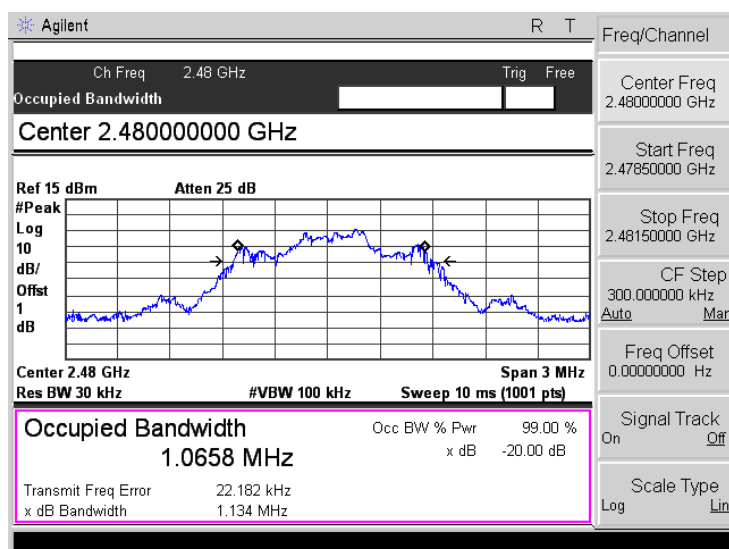 Agilent R T
Ch Freq 2.48 GHz Trig Free
Occupied Bandwidth
Center 2.480000000 GHz
Ref 15 dBm Atten 25 dB
#Peak
Log
10
dB/
Offst
1
dB
Center 2.48 GHz Span 3 MHz
Res BW 30 kHz #VBW 100 kHz Sweep 10 ms (1001 pts)
Occupied Bandwidth
1.0658 MHz
Occ BW % Pwr 99.00 %
x dB -20.00 dB
Transmit Freq Error 22.182 kHz
x dB Bandwidth 1.134 MHz
Freq/Channel
Center Freq
2.48000000 GHz
Start Freq
2.47850000 GHz
Stop Freq
2.48150000 GHz
CF Step
300.000000 kHz
Auto Man
Freq Offset
0.00000000 Hz
Signal Track
On Off
Scale Type
Log Lin